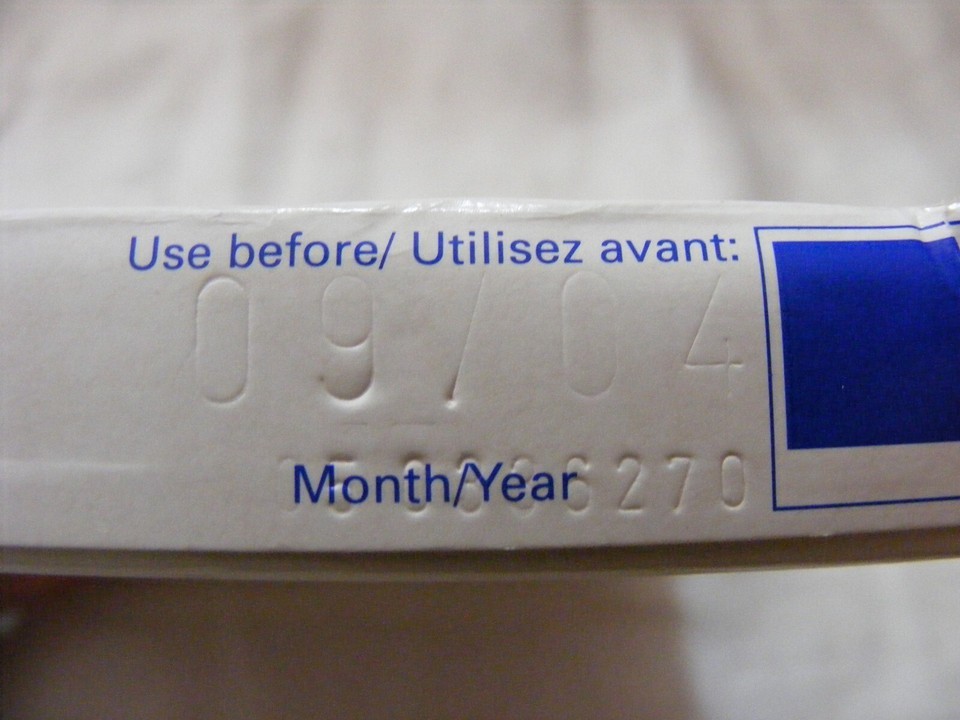 Use before/ Utilisez avant:
09/04
Month/Year